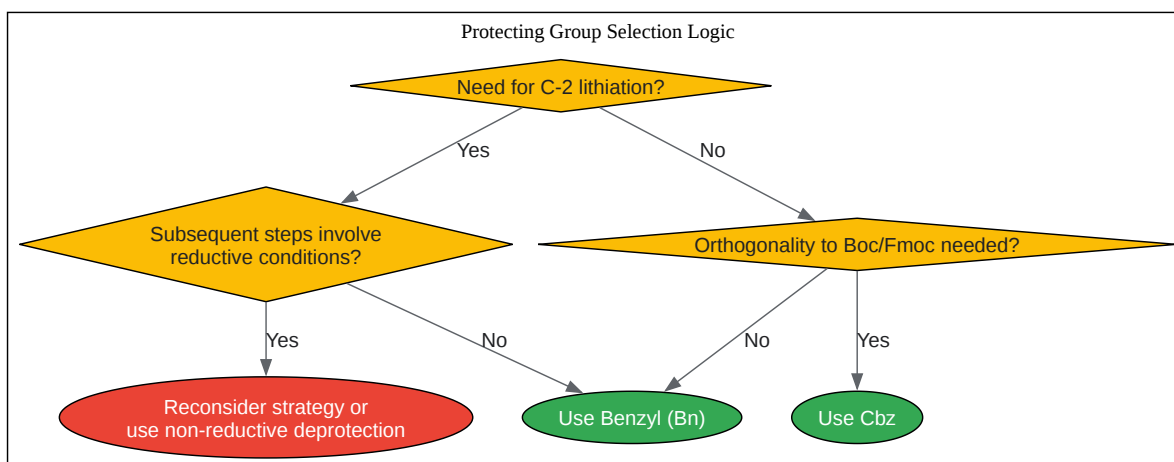 Protecting Group Selection Logic
Need for C-2 lithiation?
Yes
No
Subsequent steps involve
reductive conditions?
Orthogonality to Boc/Fmoc needed?
Yes
No
No
Yes
Reconsider strategy or
use non-reductive deprotection
Use Benzyl (Bn)
Use Cbz